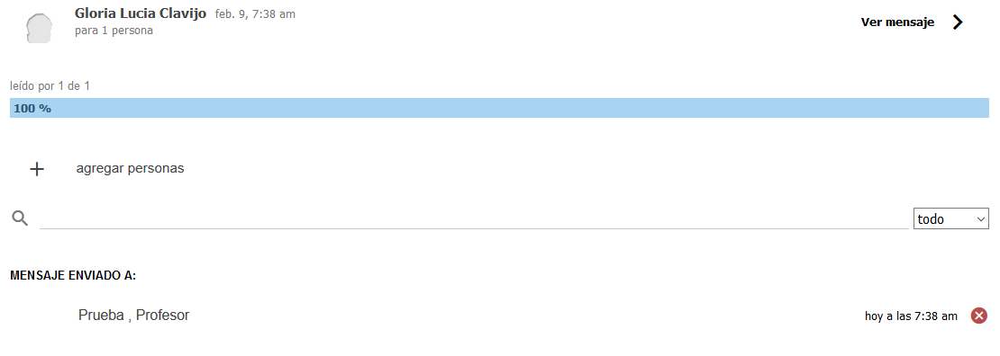 Gloria Lucia Clavijo feb. 9, 7:38 am
para 1 persona
Ver mensaje
leído por 1 de 1
100 %
agregar personas
todo
MENSAJE ENVIADO A:
Prueba , Profesor hoy a las 7:38 am